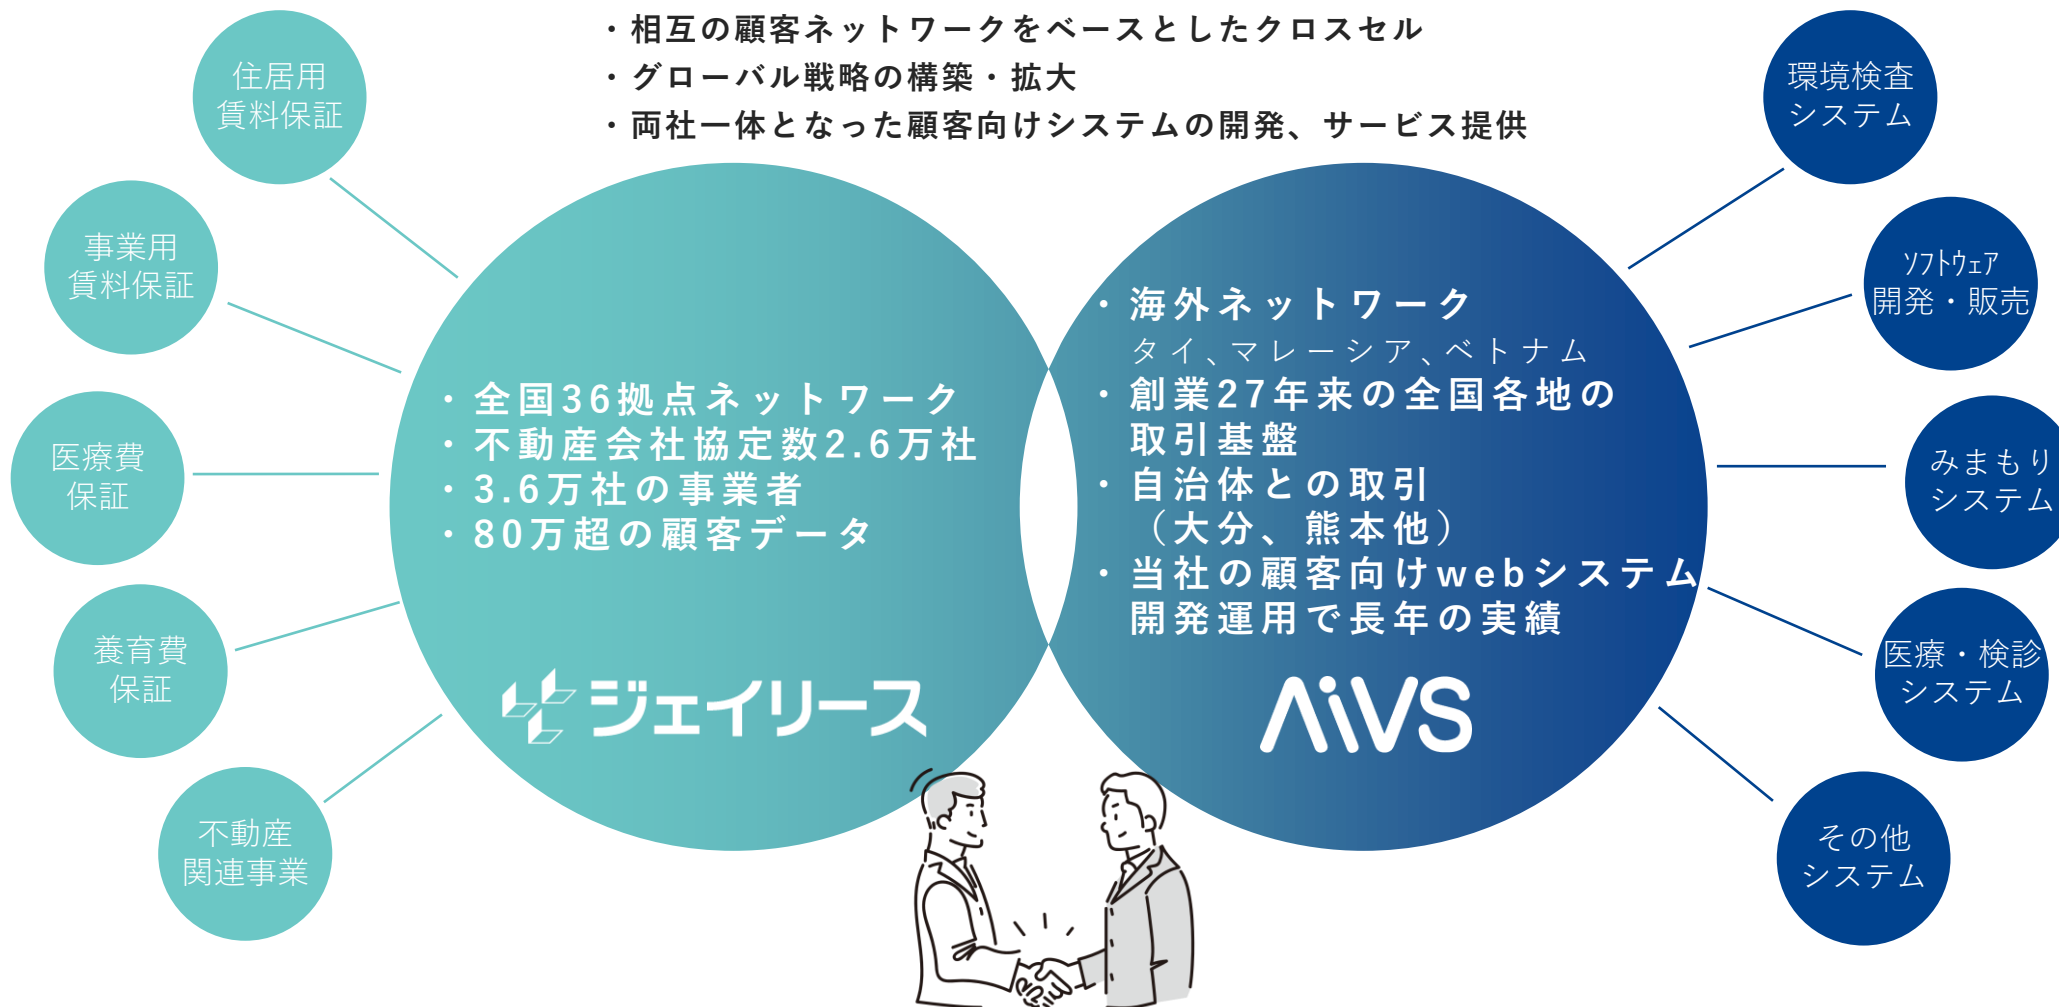 ・相互の顧客ネットワークをベースとしたクロスセル
・グローバル戦略の構築・拡大
・両社一体となった顧客向けシステムの開発、サービス提供
住居用
賃料保証
事業用
賃料保証
医療費
保証
養育費
保証
不動産
関連事業
・全国36拠点ネットワーク
・不動産会社協定数2.6万社
・3.6万社の事業者
・80万超の顧客データ
ジェイリース
・海外ネットワーク
タイ、マレーシア、ベトナム
・創業27年来の全国各地の
取引基盤
・自治体との取引
（大分、熊本他）
・当社の顧客向けwebシステム
開発運用で長年の実績
AiVS
環境検査
システム
ｿﾌﾄｳｪｱ
開発・販売
みまもり
システム
医療・検診
システム
その他
システム